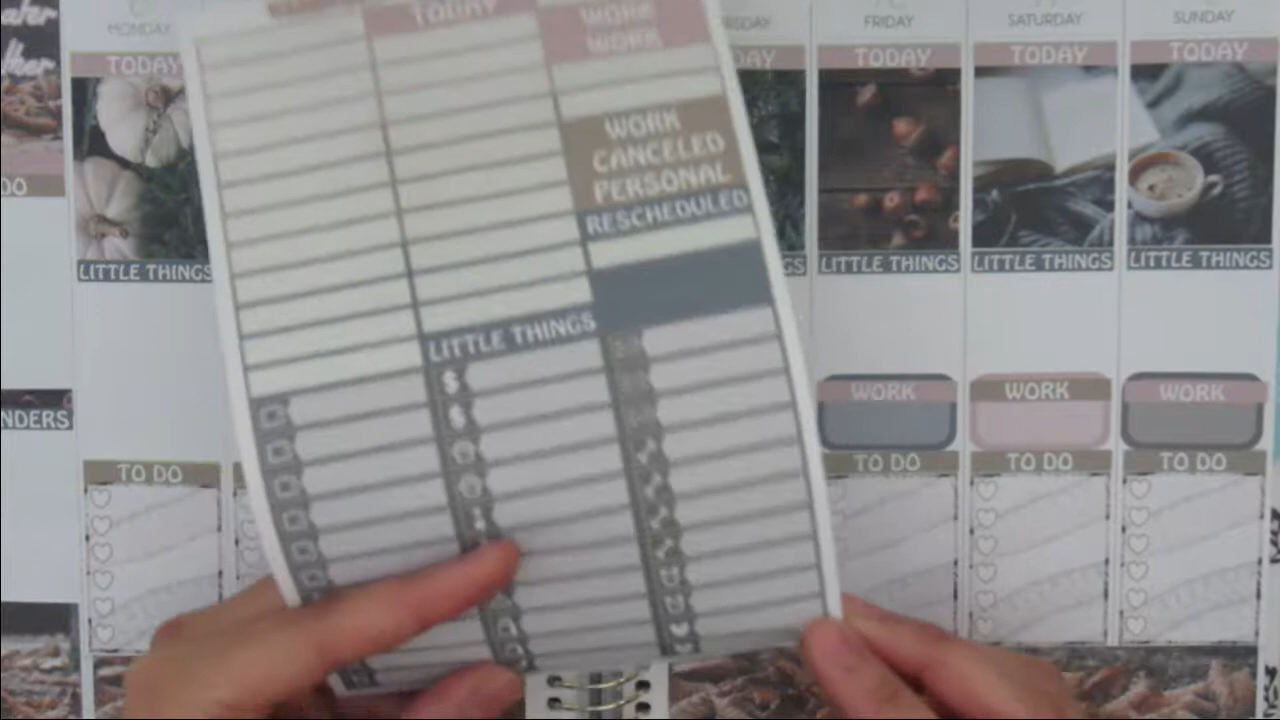 MONDAY
FRIDAY
SATURDAY
SUNDAY
TODAY
TODAY
TODAY
TODAY
TODAY
WORK
WORK
WORK
CANCELED
PERSONAL
RESCHEDULED
LITTLE THINGS
LITTLE THINGS
LITTLE THINGS
LITTLE THINGS
LITTLE THINGS
$
WORK
WORK
WORK
TO DO
TO DO
TO DO
TO DO